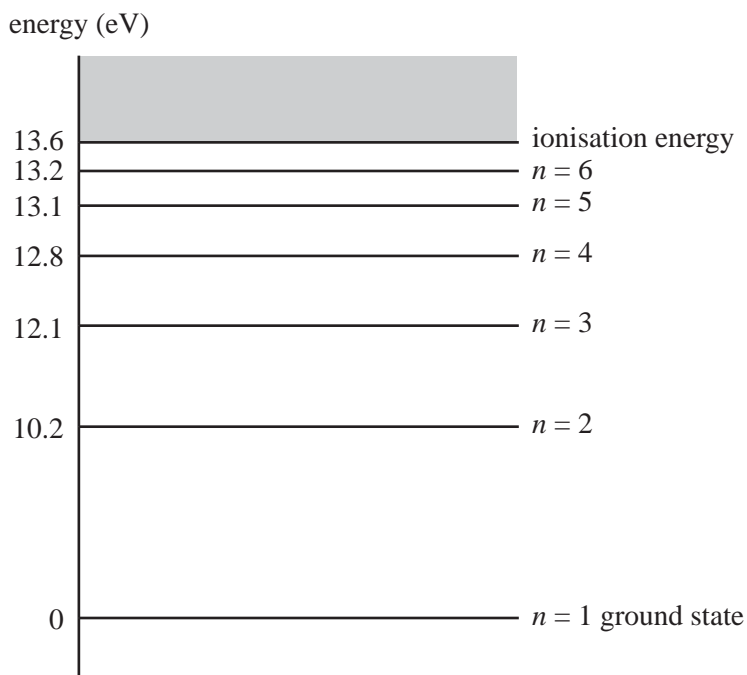 energy (eV)
13.6 ionisation energy
13.2 n = 6
13.1 n = 5
12.8 n = 4
12.1 n = 3
10.2 n = 2
0 n = 1 ground state